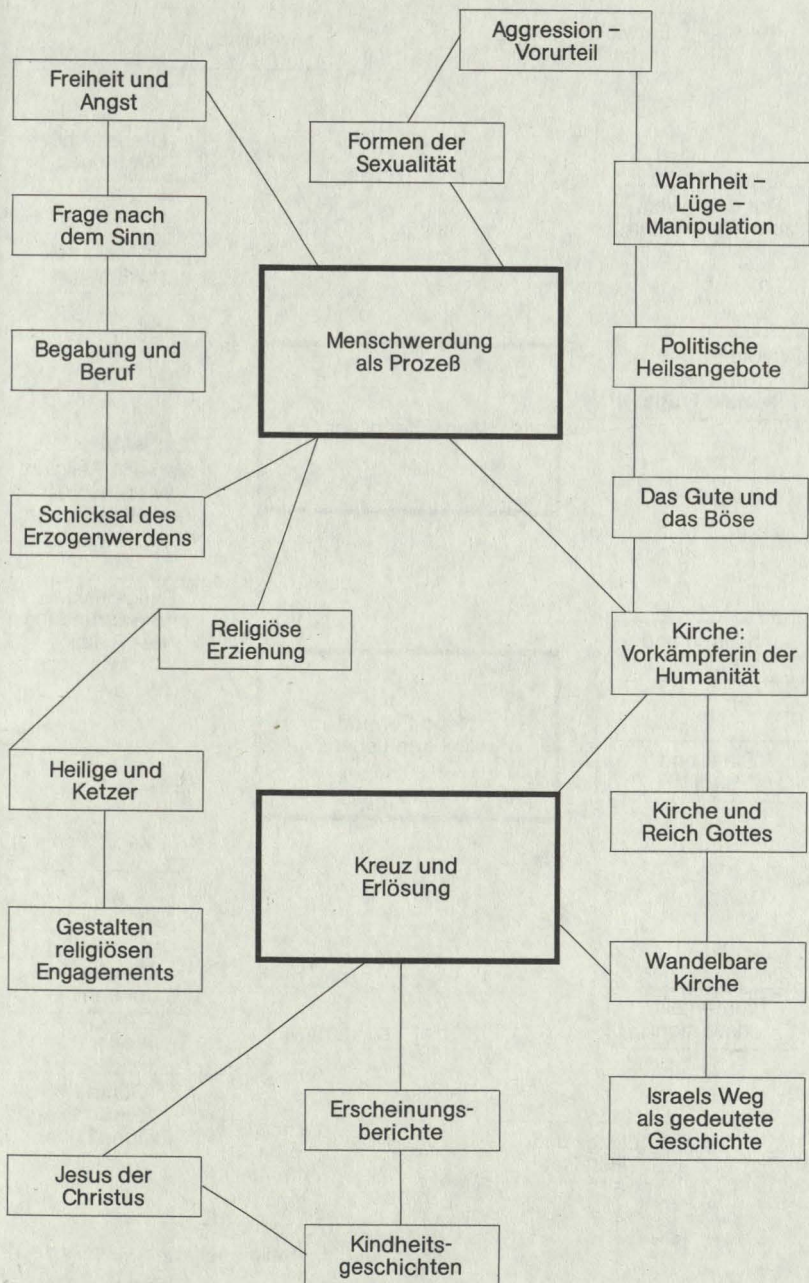 Aggression –
Vorurteil
Freiheit und
Angst
Formen der
Sexualität
Wahrheit –
Lüge –
Manipulation
Frage nach
dem Sinn
Menschwerdung
als Prozeß
Begabung und
Beruf
Politische
Heilsangebote
Schicksal des
Erzogenwerdens
Das Gute und
das Böse
Religiöse
Erziehung
Kirche:
Vorkämpferin der
Humanität
Heilige und
Ketzer
Kirche und
Reich Gottes
Kreuz und
Erlösung
Gestalten
religiösen
Engagements
Wandelbare
Kirche
Erscheinungs-
berichte
Israels Weg
als gedeutete
Geschichte
Jesus der
Christus
Kindheits-
geschichten